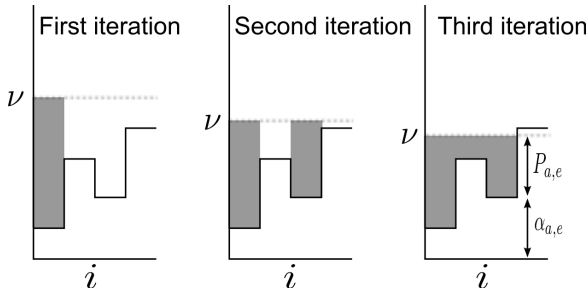 First iteration
Second iteration
Third iteration
ν
ν
ν
P_{a,e}
α_{a,e}
i
i
i